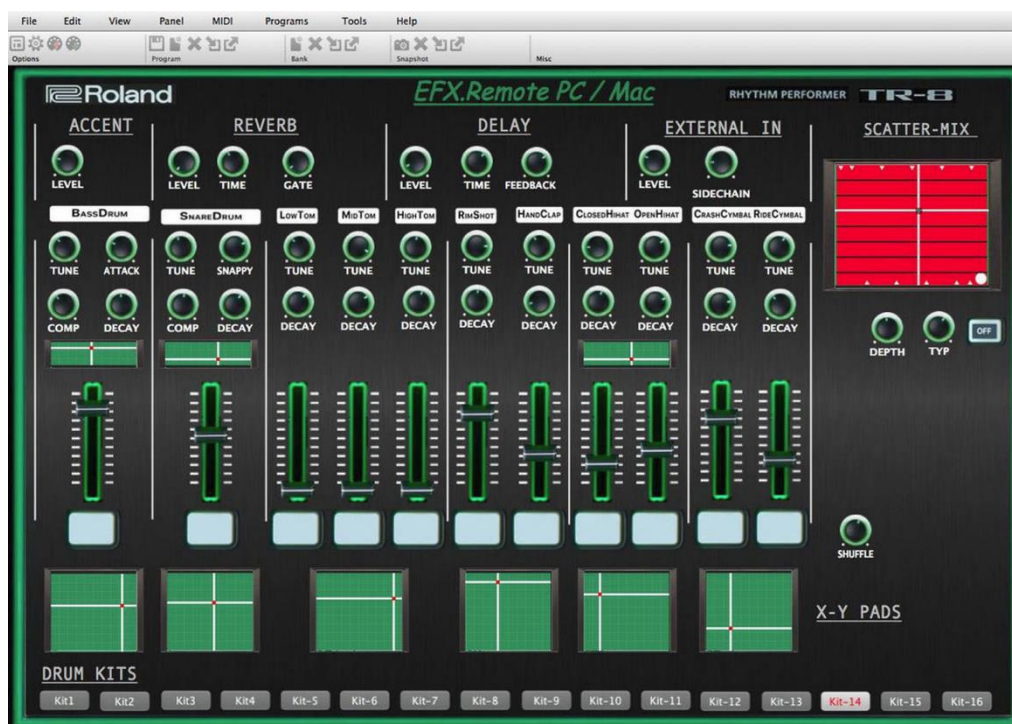 File Edit View Panel MIDI Programs Tools Help
Options Program Bank Snapshot Misc
Roland EFX.Remote PC / Mac RHYTHM PERFORMER TR-8
ACCENT REVERB DELAY EXTERNAL IN SCATTER-MIX
LEVEL LEVEL TIME GATE LEVEL TIME FEEDBACK LEVEL SIDECHAIN
BASSDRUM SNAREDRUM LOWTOM MIDTOM HIGHTOM RIMSHOT HANDCLAP CLOSEDHIHAT OPENHIHAT CRASHCYMBAL RIDECYMBAL
TUNE ATTACK TUNE SNAPPY TUNE TUNE TUNE TUNE TUNE TUNE TUNE TUNE TUNE
COMP DECAY COMP DECAY DECAY DECAY DECAY DECAY DECAY DECAY DECAY DECAY DECAY
DEPTH TYP OFF
SHUFFLE
X-Y PADS
DRUM KITS
Kit1 Kit2 Kit3 Kit4 Kit-5 Kit-6 Kit-7 Kit-8 Kit-9 Kit-10 Kit-11 Kit-12 Kit-13 Kit-14 Kit-15 Kit-16